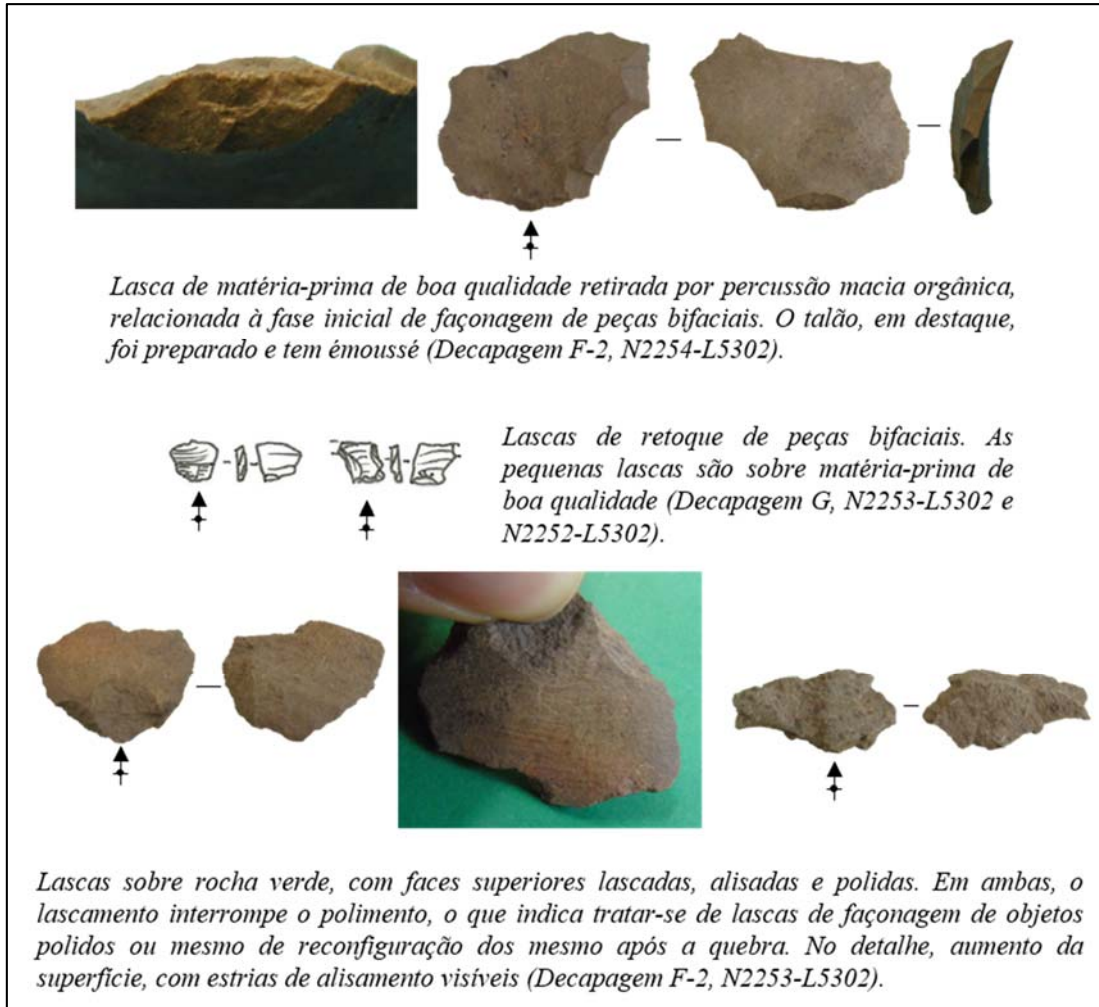 Lasca de matéria-prima de boa qualidade retirada por percussão macia orgânica,
relacionada à fase inicial de façonagem de peças bifaciais. O talão, em destaque,
foi preparado e tem émoussé (Decapagem F-2, N2254-L5302).
Lascas de retoque de peças bifaciais. As
pequenas lascas são sobre matéria-prima de
boa qualidade (Decapagem G, N2253-L5302 e
N2252-L5302).
Lascas sobre rocha verde, com faces superiores lascadas, alisadas e polidas. Em ambas, o
lascamento interrompe o polimento, o que indica tratar-se de lascas de façonagem de objetos
polidos ou mesmo de reconfiguração dos mesmo após a quebra. No detalhe, aumento da
superfície, com estrias de alisamento visíveis (Decapagem F-2, N2253-L5302).